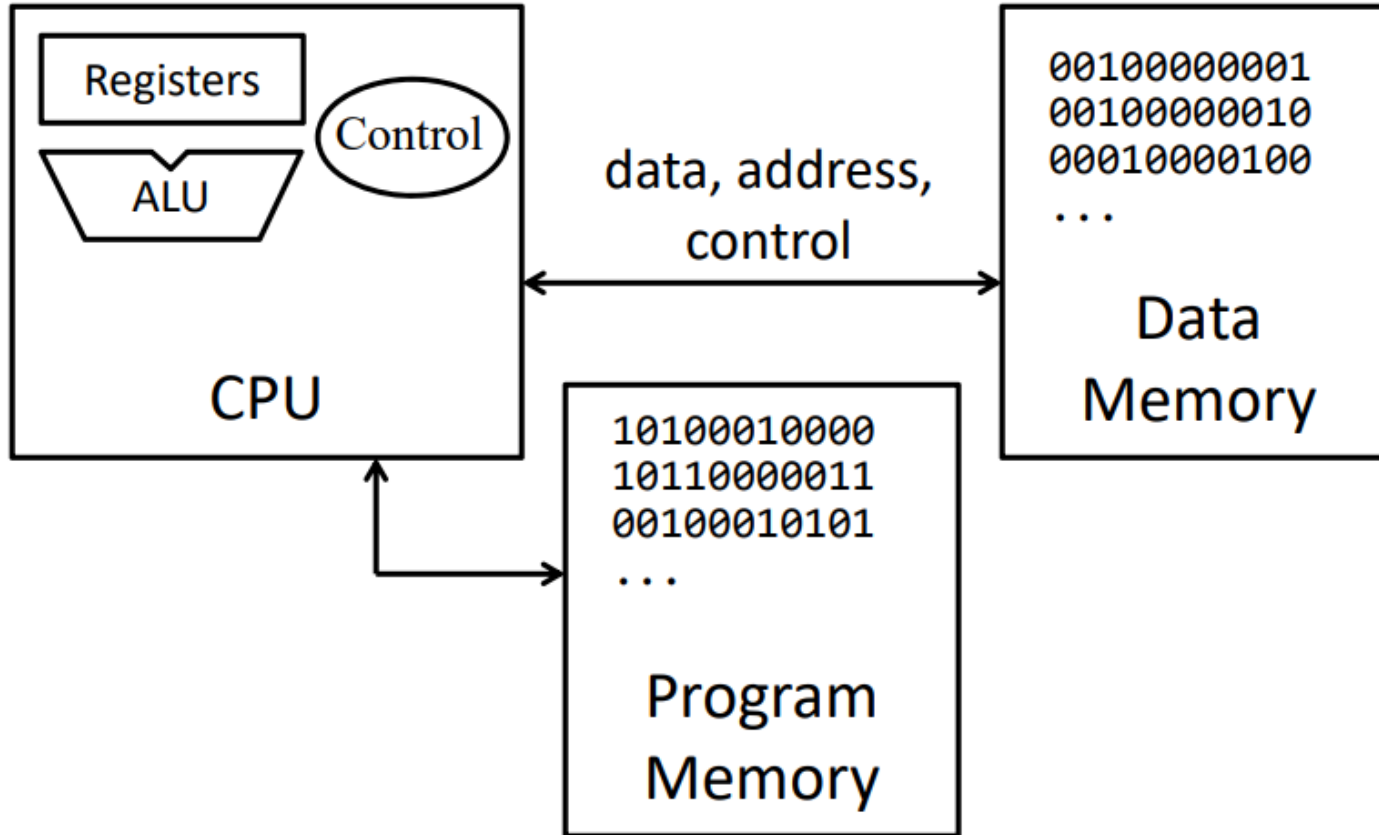 Registers
Control
ALU
CPU
data, address,
control
00100000001
00100000010
00010000100
...
Data
Memory
10100010000
10110000011
00100010101
...
Program
Memory